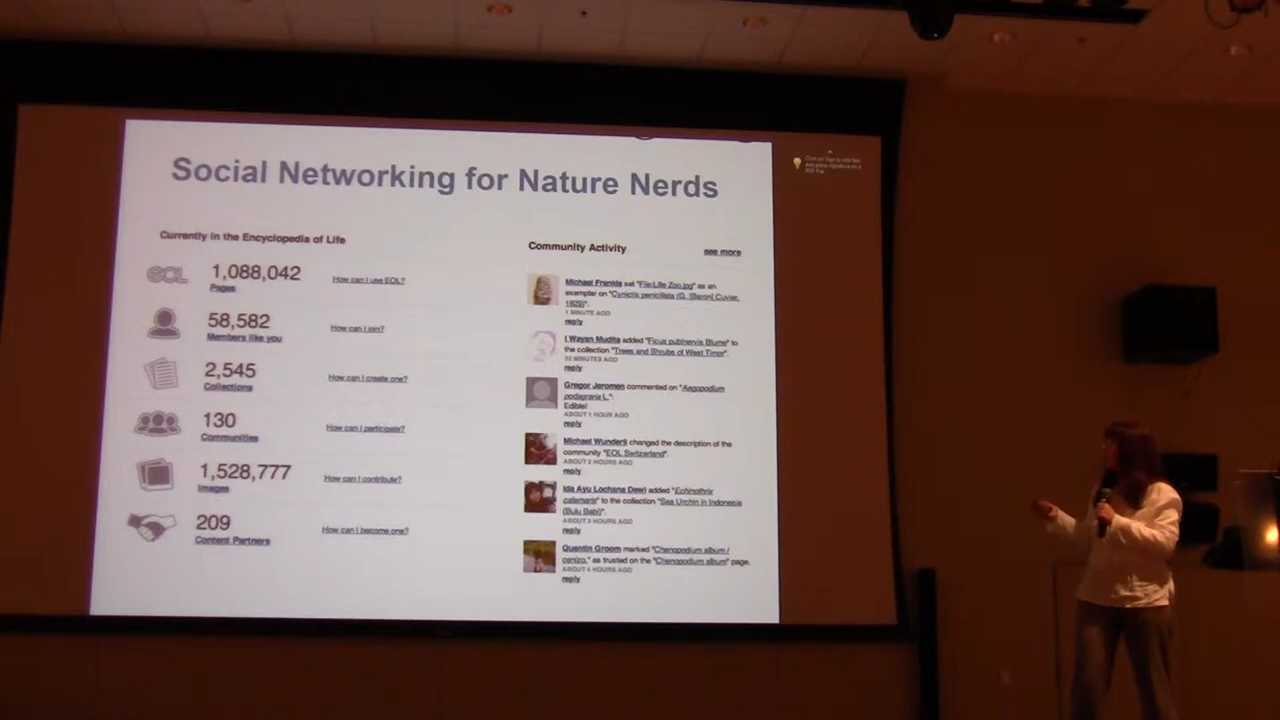 Social Networking for Nature Nerds
Currently in the Encyclopedia of Life
eOL
1,088,042
Pages
How can I use EOL?
58,582
Members like you
How can I join?
2,545
Collections
How can I create one?
130
Communities
How can I participate?
1,528,777
Images
How can I contribute?
209
Content Partners
How can I become one?
Community Activity
see more
Michael Frankis set "File:Life Zoo.jpg" as an
exemplar on "Cynictis penicillata (G. [Baron] Cuvier,
1829)".
1 MINUTE AGO
reply
I Wayan Mudita added "Ficus pubinervis Blume" to
the collection "Trees and Shrubs of West Timor".
reply
Gregor Jeromen commented on "Aegopodium
podagraria L.":
Edible!
ABOUT 1 HOUR AGO
reply
Michael Wunderli changed the description of the
community "EOL Switzerland".
ABOUT 2 HOURS AGO
reply
Ida Ayu Lochana Dewi added "Echinothrix
calamaris" to the collection "Sea Urchin in Indonesia
(Bulu Babi)".
ABOUT 3 HOURS AGO
reply
Quentin Groom marked "Chenopodium album /
cenizo." as trusted on the "Chenopodium album" page.
ABOUT 4 HOURS AGO
reply